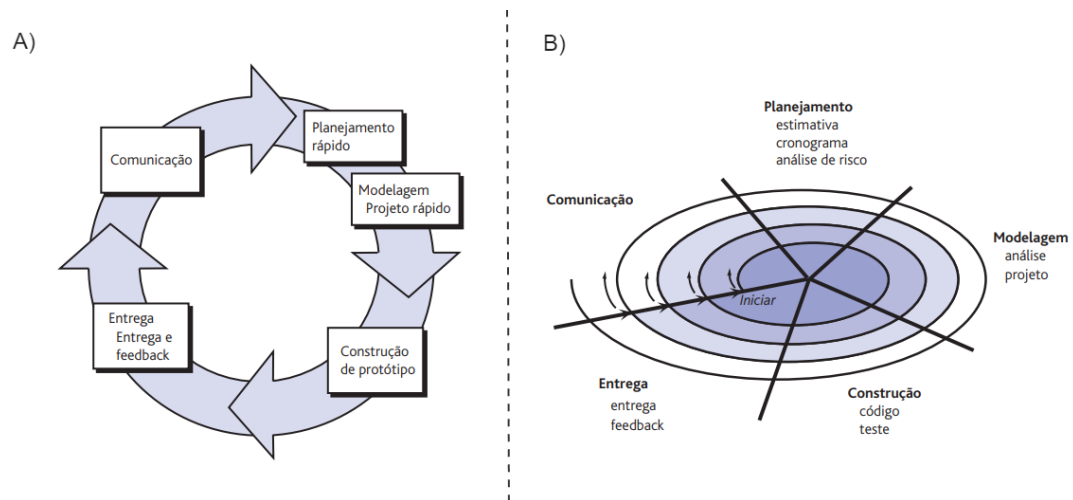 A)
Comunicação
Planejamento
rápido
Modelagem
Projeto rápido
Construção
de protótipo
Entrega
Entrega e
feedback
B)
Planejamento
estimativa
cronograma
análise de risco
Comunicação
Modelagem
análise
projeto
Iniciar
Construção
código
teste
Entrega
entrega
feedback